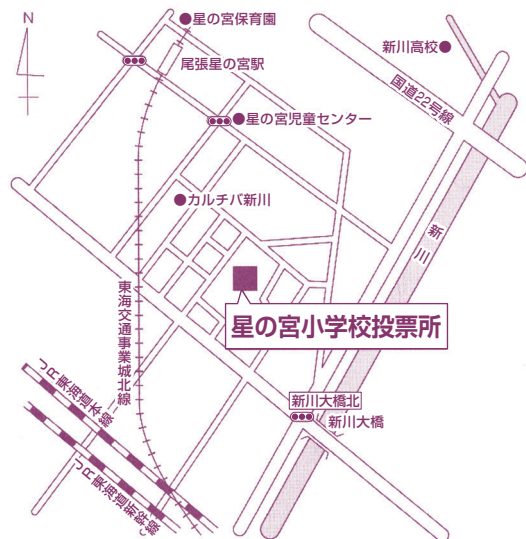 N
星の宮保育園
新川高校
尾張星の宮駅
国道22号線
星の宮児童センター
カルチバ新川
新川
東海交通事業城北線
星の宮小学校投票所
JR東海道本線
新川大橋北
新川大橋
JR東海道新幹線